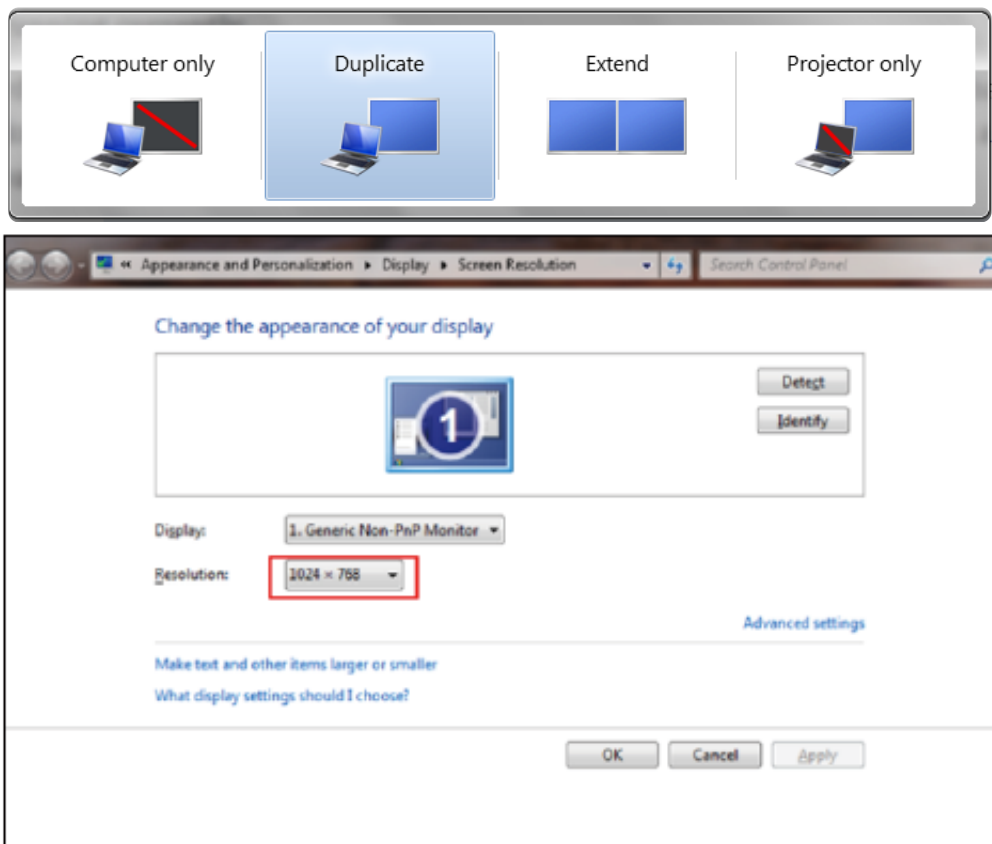 Computer only Duplicate Extend Projector only
« Appearance and Personalization ▸ Display ▸ Screen Resolution Search Control Panel
Change the appearance of your display
1
Detect
Identify
Display: 1. Generic Non-PnP Monitor
Resolution: 1024 × 768
Advanced settings
Make text and other items larger or smaller
What display settings should I choose?
OK Cancel Apply